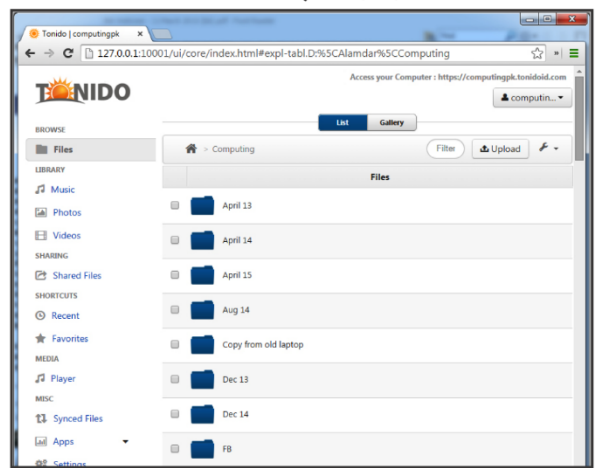 Tonido | computingpk
127.0.0.1:10001/ui/core/index.html#expl-tabl.D:%5CAlamdar%5CComputing
TONIDO
Access your Computer : https://computingpk.tonidoid.com
computin...
BROWSE
List
Gallery
Files
> Computing
Filter
Upload
LIBRARY
Files
Music
April 13
Photos
Videos
April 14
SHARING
Shared Files
April 15
SHORTCUTS
Recent
Aug 14
Favorites
Copy from old laptop
MEDIA
Player
Dec 13
MISC
Synced Files
Dec 14
Apps
FB
Settings